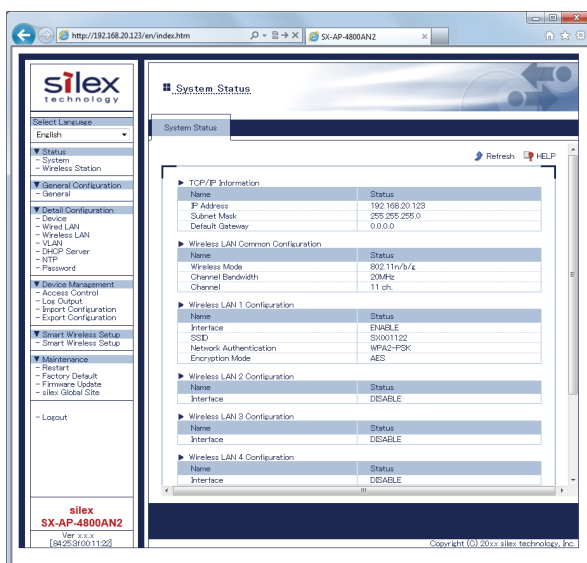 http://192.168.20.123/en/index.htm
SX-AP-4800AN2
silex
technology
Select Language
English
▼ Status
- System
- Wireless Station
▼ General Configuration
- General
▼ Detail Configuration
- Device
- Wired LAN
- Wireless LAN
- VLAN
- DHCP Server
- NTP
- Password
▼ Device Management
- Access Control
- Log Output
- Import Configuration
- Export Configuration
▼ Smart Wireless Setup
- Smart Wireless Setup
▼ Maintenance
- Restart
- Factory Default
- Firmware Update
- silex Global Site
- Logout
silex
SX-AP-4800AN2
Ver x.x.x
[84:25:3f:00:11:22]
System Status
System Status
Refresh HELP
TCP/IP Information
Name Status
IP Address 192.168.20.123
Subnet Mask 255.255.255.0
Default Gateway 0.0.0.0
Wireless LAN Common Configuration
Name Status
Wireless Mode 802.11n/b/g
Channel Bandwidth 20MHz
Channel 11 ch.
Wireless LAN 1 Configuration
Name Status
Interface ENABLE
SSID SX001122
Network Authentication WPA2-PSK
Encryption Mode AES
Wireless LAN 2 Configuration
Name Status
Interface DISABLE
Wireless LAN 3 Configuration
Name Status
Interface DISABLE
Wireless LAN 4 Configuration
Name Status
Interface DISABLE
Copyright (C) 20xx silex technology, Inc.